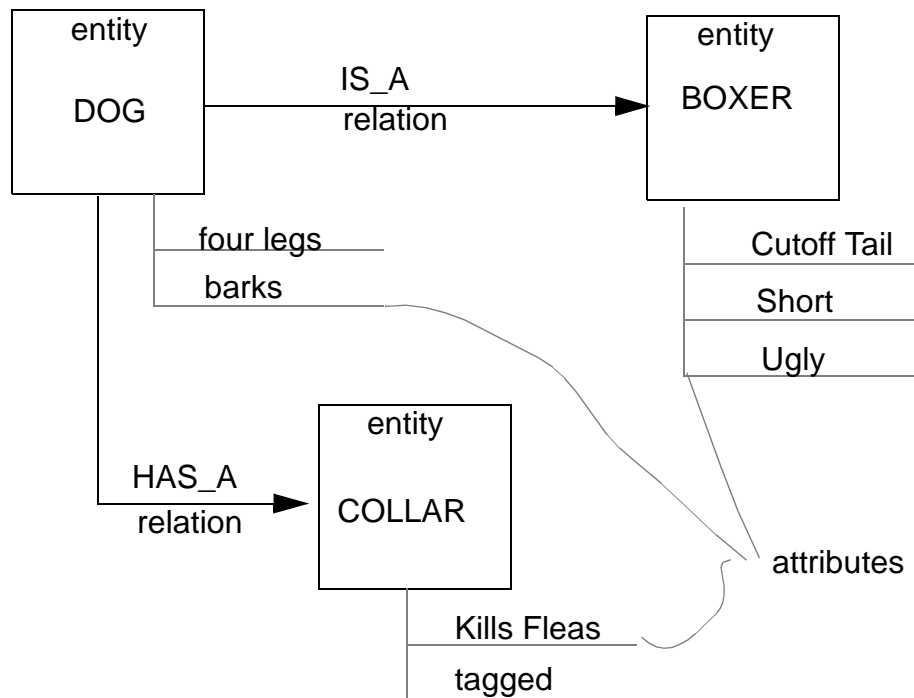 entity
DOG
IS_A
relation
entity
BOXER
four legs
barks
Cutoff Tail
Short
Ugly
HAS_A
relation
entity
COLLAR
attributes
Kills Fleas
tagged